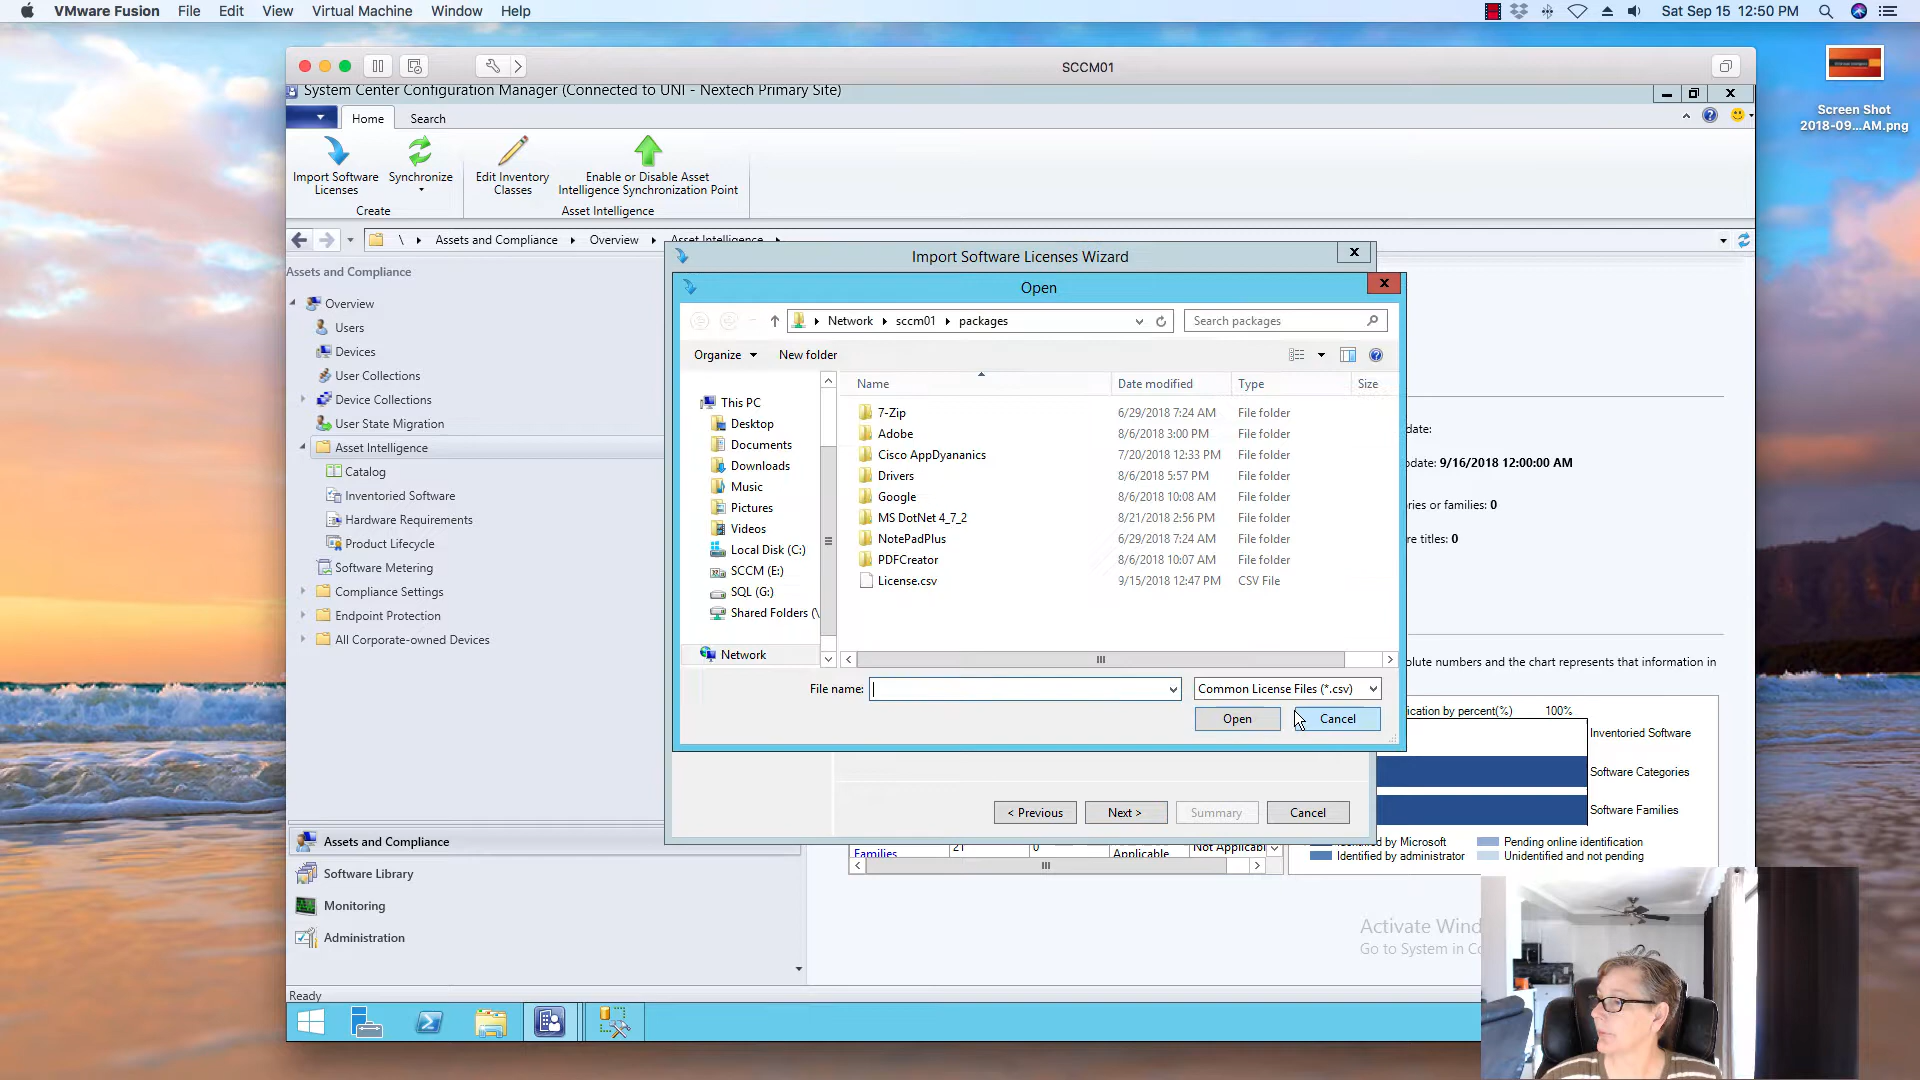 VMware Fusion File Edit View Virtual Machine Window Help
Sat Sep 15 12:50 PM
Screen Shot
2018-09...AM.png
SCCM01
System Center Configuration Manager (Connected to UNI - Nextech Primary Site)
Home Search
Import Software
Licenses
Synchronize
Edit Inventory
Classes
Enable or Disable Asset
Intelligence Synchronization Point
Create
Asset Intelligence
\ Assets and Compliance Overview Asset Intelligence
Assets and Compliance
Overview
Users
Devices
User Collections
Device Collections
User State Migration
Asset Intelligence
Catalog
Inventoried Software
Hardware Requirements
Product Lifecycle
Software Metering
Compliance Settings
Endpoint Protection
All Corporate-owned Devices
Assets and Compliance
Software Library
Monitoring
Administration
Ready
Import Software Licenses Wizard
Open
Network sccm01 packages
Search packages
Organize New folder
Name Date modified Type Size
This PC
Desktop
Documents
Downloads
Music
Pictures
Videos
Local Disk (C:)
SCCM (E:)
SQL (G:)
Shared Folders (\
Network
7-Zip 6/29/2018 7:24 AM File folder
Adobe 8/6/2018 3:00 PM File folder
Cisco AppDyananics 7/20/2018 12:33 PM File folder
Drivers 8/6/2018 5:57 PM File folder
Google 8/6/2018 10:08 AM File folder
MS DotNet 4_7_2 8/21/2018 2:56 PM File folder
NotePadPlus 6/29/2018 7:24 AM File folder
PDFCreator 8/6/2018 10:07 AM File folder
License.csv 9/15/2018 12:47 PM CSV File
File name: Common License Files (*.csv)
Open Cancel
< Previous Next > Summary Cancel
date:
pdate: 9/16/2018 12:00:00 AM
ries or families: 0
re titles: 0
olute numbers and the chart represents that information in
ication by percent(%) 100%
Inventoried Software
Software Categories
Software Families
Identified by Microsoft Pending online identification
Identified by administrator Unidentified and not pending
Families 21 0 Applicable Not Applicabl
Activate Wind
Go to System in Co